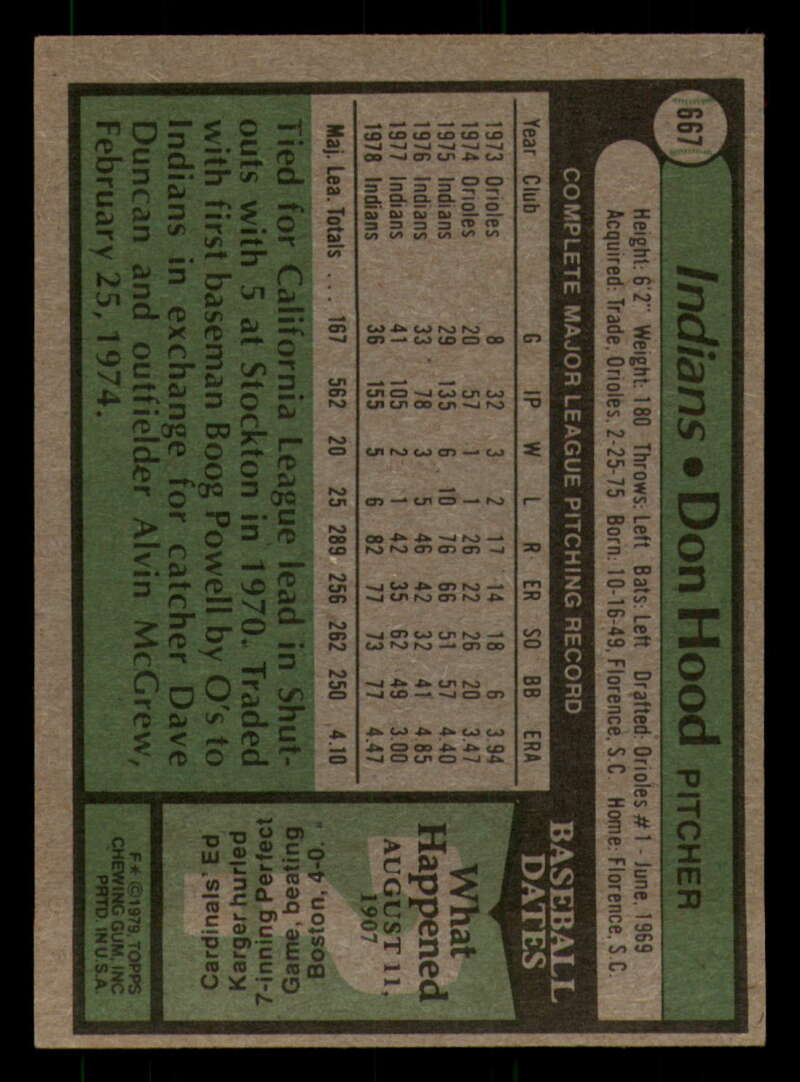 667
Indians • Don Hood PITCHER
Height: 6'2" Weight: 180 Throws: Left Bats: Left Drafted: Orioles #1 - June, 1969
Acquired: Trade, Orioles, 2-25-75 Born: 10-16-49, Florence, S.C. Home: Florence, S.C.
COMPLETE MAJOR LEAGUE PITCHING RECORD
Year Club G IP W L R ER SO BB ERA
1973 Orioles 8 32 3 2 17 14 18 6 3.94
1974 Orioles 20 57 1 1 26 22 26 20 3.47
1975 Indians 29 135 6 10 76 66 51 57 4.40
1976 Indians 33 78 3 5 46 42 32 41 4.85
1977 Indians 41 105 2 1 42 35 62 49 3.00
1978 Indians 36 155 5 6 82 77 73 77 4.47
Maj. Lea. Totals ... 167 562 20 25 289 256 262 250 4.10
Tied for California League lead in Shut-
outs with 5 at Stockton in 1970. Traded
with first baseman Boog Powell by O's to
Indians in exchange for catcher Dave
Duncan and outfielder Alvin McGrew,
February 25, 1974.
BASEBALL
DATES
What
Happened
AUGUST 11,
1907
Cardinals' Ed
Karger hurled
7-inning Perfect
Game, beating
Boston, 4-0.
F* ©1979, TOPPS
CHEWING GUM, INC
PRTD. IN U.S.A.